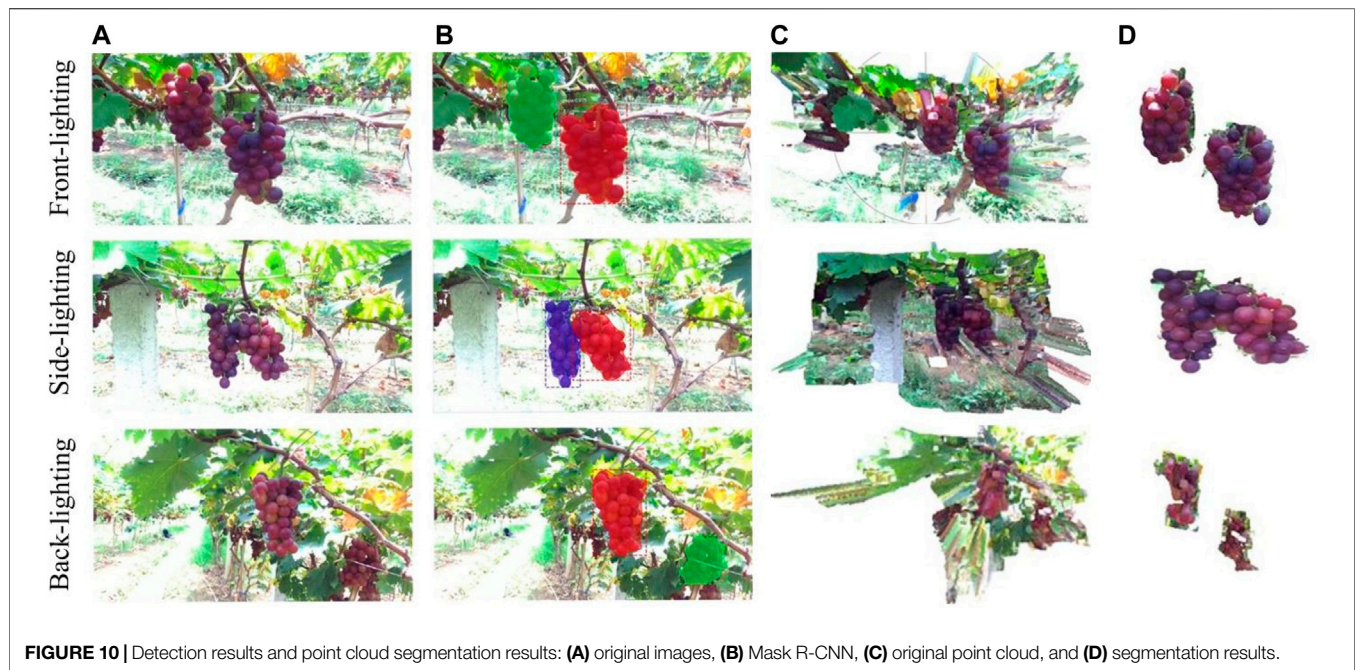 A B C D
Front-lighting
Side-lighting
Back-lighting
FIGURE 10 | Detection results and point cloud segmentation results: (A) original images, (B) Mask R-CNN, (C) original point cloud, and (D) segmentation results.